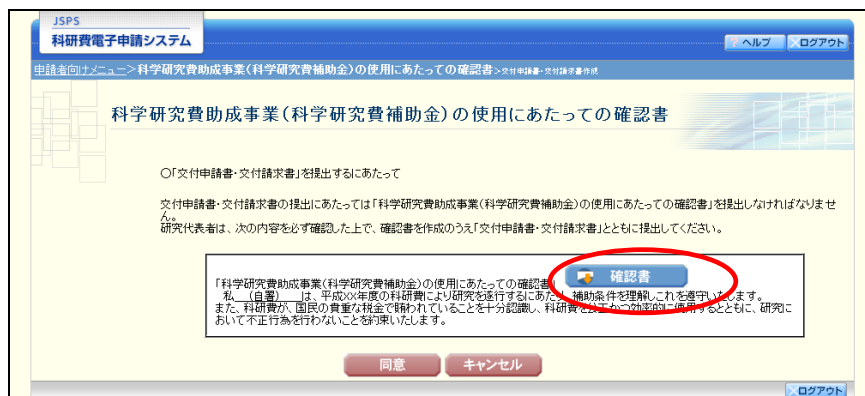 JSPS
科研費電子申請システム
? ヘルプ
×ログアウト
申請者向けメニュー>科学研究費助成事業(科学研究費補助金)の使用にあたっての確認書>交付申請書・交付請求書作成
科学研究費助成事業(科学研究費補助金)の使用にあたっての確認書
○「交付申請書・交付請求書」を提出するにあたって
交付申請書・交付請求書の提出にあたっては「科学研究費助成事業(科学研究費補助金)の使用にあたっての確認書」を提出しなければなりませ
ん。
研究代表者は、次の内容を必ず確認した上で、確認書を作成のうえ「交付申請書・交付請求書」とともに提出してください。
「科学研究費助成事業(科学研究費補助金)の使用にあたっての確認書」
確認書
私 (自署) は、平成XX年度の科研費により研究を遂行するにあたり、補助条件を理解しこれを遵守いたします。
また、科研費が、国民の貴重な税金で賄われていることを十分認識し、科研費を公正かつ効率的に使用するとともに、研究に
おいて不正行為を行わないことを約束いたします。
同意
キャンセル
×ログアウト